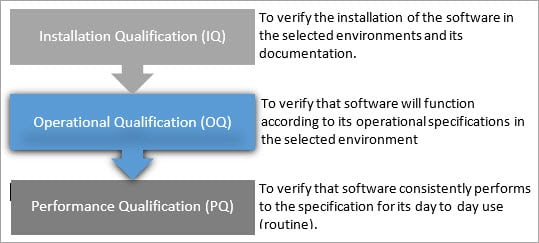 Installation Qualification (IQ)
To verify the installation of the software in
the selected environments and its
documentation.
Operational Qualification (OQ)
To verify that software will function
according to its operational specifications in
the selected environment
Performance Qualification (PQ)
To verify that software consistently performs
to the specification for its day to day use
(routine).